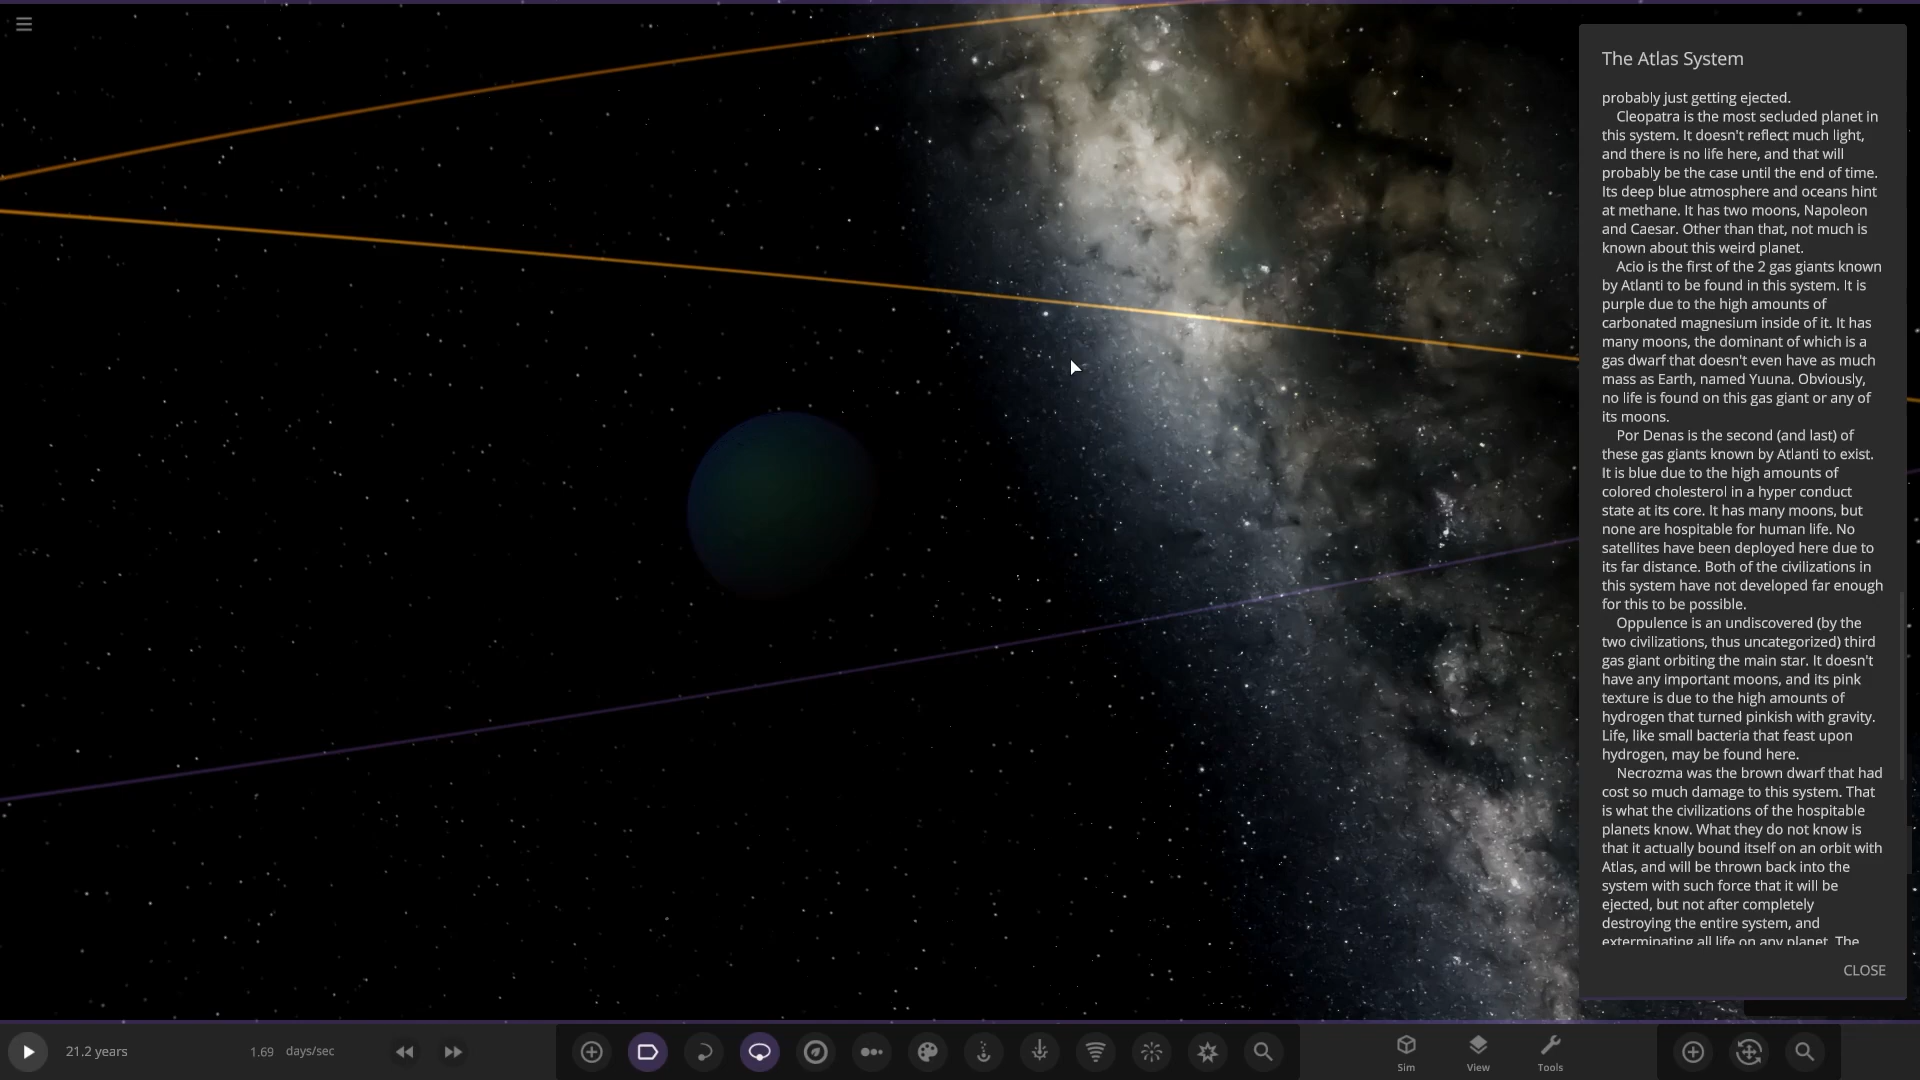 The Atlas System
probably just getting ejected.
Cleopatra is the most secluded planet in
this system. It doesn't reflect much light,
and there is no life here, and that will
probably be the case until the end of time.
Its deep blue atmosphere and oceans hint
at methane. It has two moons, Napoleon
and Caesar. Other than that, not much is
known about this weird planet.
Acio is the first of the 2 gas giants known
by Atlanti to be found in this system. It is
purple due to the high amounts of
carbonated magnesium inside of it. It has
many moons, the dominant of which is a
gas dwarf that doesn't even have as much
mass as Earth, named Yuuna. Obviously,
no life is found on this gas giant or any of
its moons.
Por Denas is the second (and last) of
these gas giants known by Atlanti to exist.
It is blue due to the high amounts of
colored cholesterol in a hyper conduct
state at its core. It has many moons, but
none are hospitable for human life. No
satellites have been deployed here due to
its far distance. Both of the civilizations in
this system have not developed far enough
for this to be possible.
Oppulence is an undiscovered (by the
two civilizations, thus uncategorized) third
gas giant orbiting the main star. It doesn't
have any important moons, and its pink
texture is due to the high amounts of
hydrogen that turned pinkish with gravity.
Life, like small bacteria that feast upon
hydrogen, may be found here.
Necrozma was the brown dwarf that had
cost so much damage to this system. That
is what the civilizations of the hospitable
planets know. What they do not know is
that it actually bound itself on an orbit with
Atlas, and will be thrown back into the
system with such force that it will be
ejected, but not after completely
destroying the entire system, and
exterminating all life on any planet. The
CLOSE
21.2 years
1.69 days/sec
Sim
View
Tools